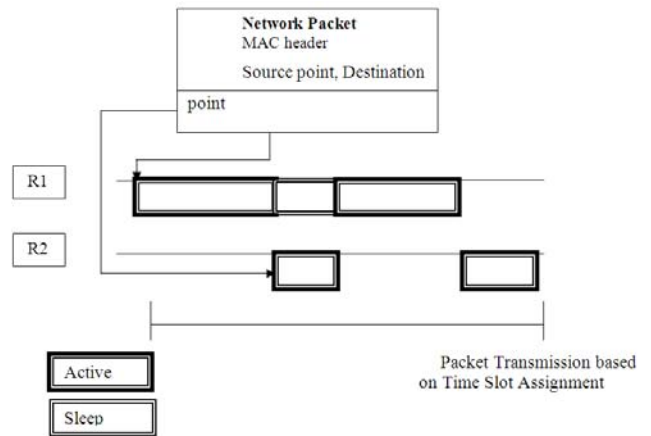 Network Packet
MAC header
Source point, Destination
point
R1
R2
Active
Packet Transmission based
on Time Slot Assignment
Sleep